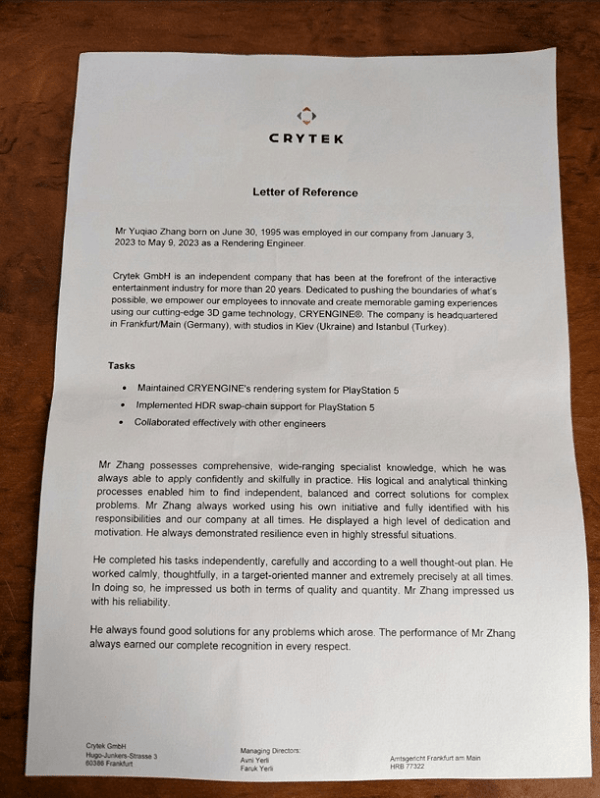 CRYTEK
Letter of Reference
Mr Yuqiao Zhang born on June 30, 1995 was employed in our company from January 3,
2023 to May 9, 2023 as a Rendering Engineer.
Crytek GmbH is an independent company that has been at the forefront of the interactive
entertainment industry for more than 20 years. Dedicated to pushing the boundaries of what's
possible, we empower our employees to innovate and create memorable gaming experiences
using our cutting-edge 3D game technology, CRYENGINE®. The company is headquartered
in Frankfurt/Main (Germany), with studios in Kiev (Ukraine) and Istanbul (Turkey).
Tasks
• Maintained CRYENGINE's rendering system for PlayStation 5
• Implemented HDR swap-chain support for PlayStation 5
• Collaborated effectively with other engineers
Mr Zhang possesses comprehensive, wide-ranging specialist knowledge, which he was
always able to apply confidently and skilfully in practice. His logical and analytical thinking
processes enabled him to find independent, balanced and correct solutions for complex
problems. Mr Zhang always worked using his own initiative and fully identified with his
responsibilities and our company at all times. He displayed a high level of dedication and
motivation. He always demonstrated resilience even in highly stressful situations.
He completed his tasks independently, carefully and according to a well thought-out plan. He
worked calmly, thoughtfully, in a target-oriented manner and extremely precisely at all times.
In doing so, he impressed us both in terms of quality and quantity. Mr Zhang impressed us
with his reliability.
He always found good solutions for any problems which arose. The performance of Mr Zhang
always earned our complete recognition in every respect.
Crytek GmbH
Hugo-Junkers-Strasse 3
60386 Frankfurt
Managing Directors:
Avni Yerli
Faruk Yerli
Amtsgericht Frankfurt am Main
HRB 77322